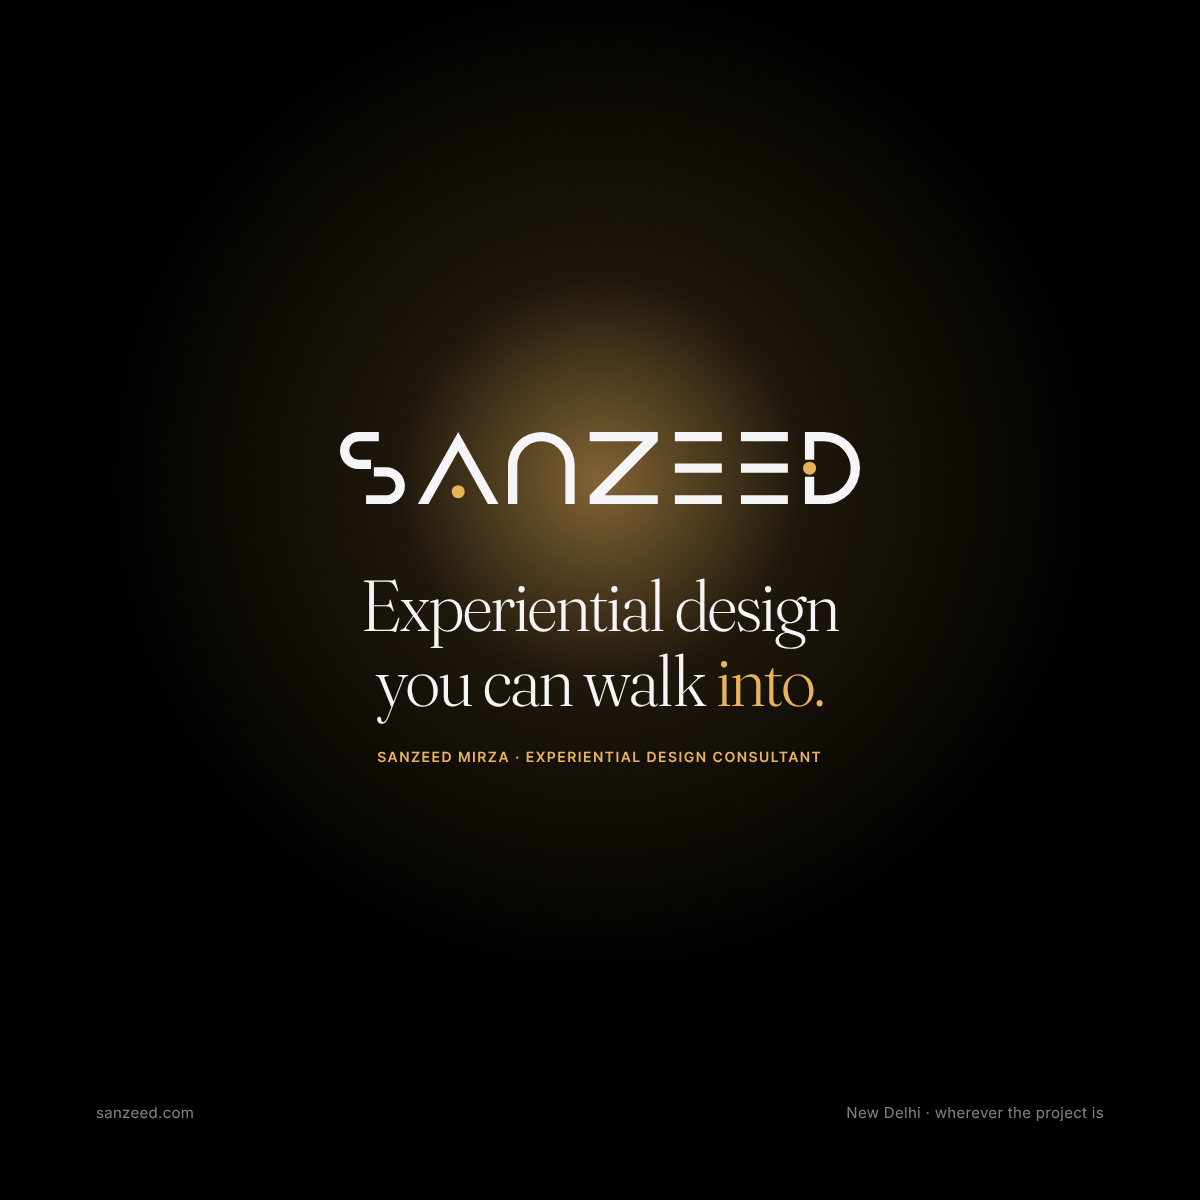 SANZEED
Experiential design
you can walk into.
SANZEED MIRZA · EXPERIENTIAL DESIGN CONSULTANT
sanzeed.com
New Delhi · wherever the project is